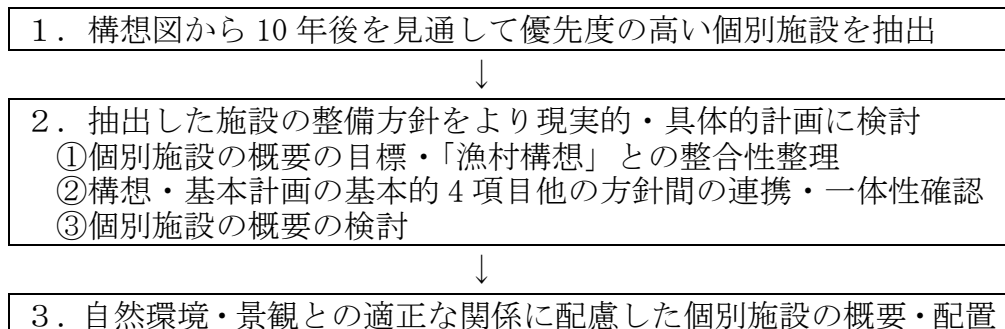 １．構想図から 10 年後を見通して優先度の高い個別施設を抽出
↓
２．抽出した施設の整備方針をより現実的・具体的計画に検討
①個別施設の概要の目標・「漁村構想」との整合性整理
②構想・基本計画の基本的 4 項目他の方針間の連携・一体性確認
③個別施設の概要の検討
↓
３．自然環境・景観との適正な関係に配慮した個別施設の概要・配置